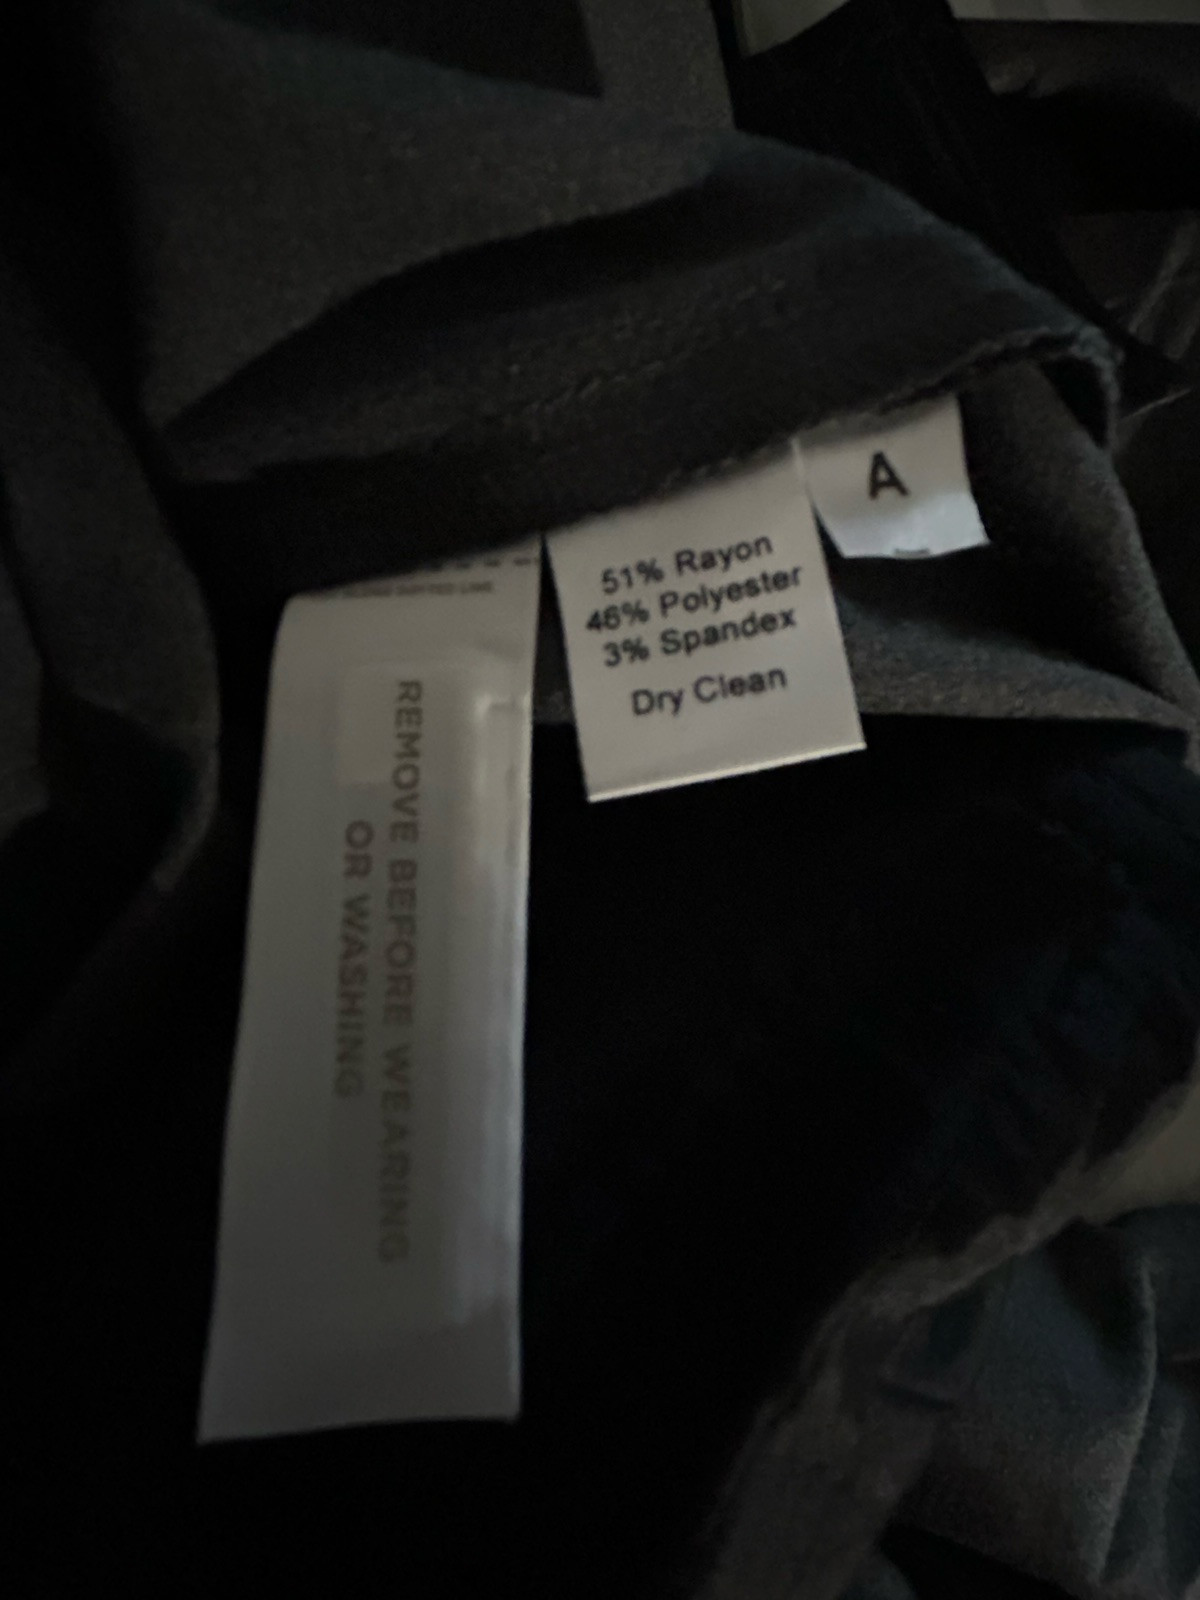 A
51% Rayon
46% Polyester
3% Spandex
Dry Clean
REMOVE BEFORE WEARING
OR WASHING